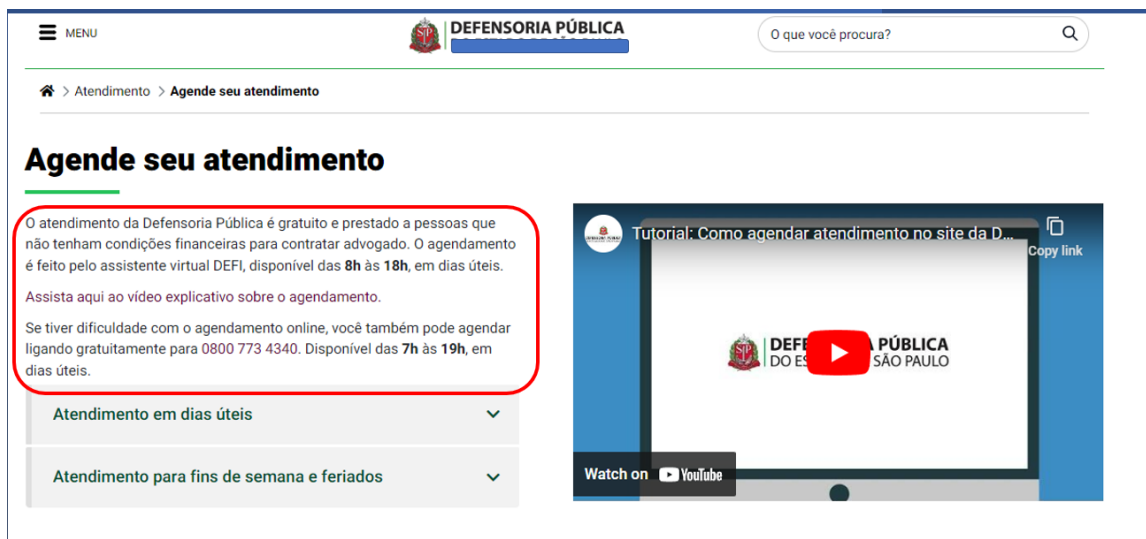 MENU
DEFENSORIA PÚBLICA
O que você procura?
> Atendimento > Agende seu atendimento
Agende seu atendimento
O atendimento da Defensoria Pública é gratuito e prestado a pessoas que
não tenham condições financeiras para contratar advogado. O agendamento
é feito pelo assistente virtual DEFI, disponível das 8h às 18h, em dias úteis.
Assista aqui ao vídeo explicativo sobre o agendamento.
Se tiver dificuldade com o agendamento online, você também pode agendar
ligando gratuitamente para 0800 773 4340. Disponível das 7h às 19h, em
dias úteis.
Atendimento em dias úteis
Atendimento para fins de semana e feriados
Tutorial: Como agendar atendimento no site da D...
Copy link
PÚBLICA
SÃO PAULO
Watch on YouTube